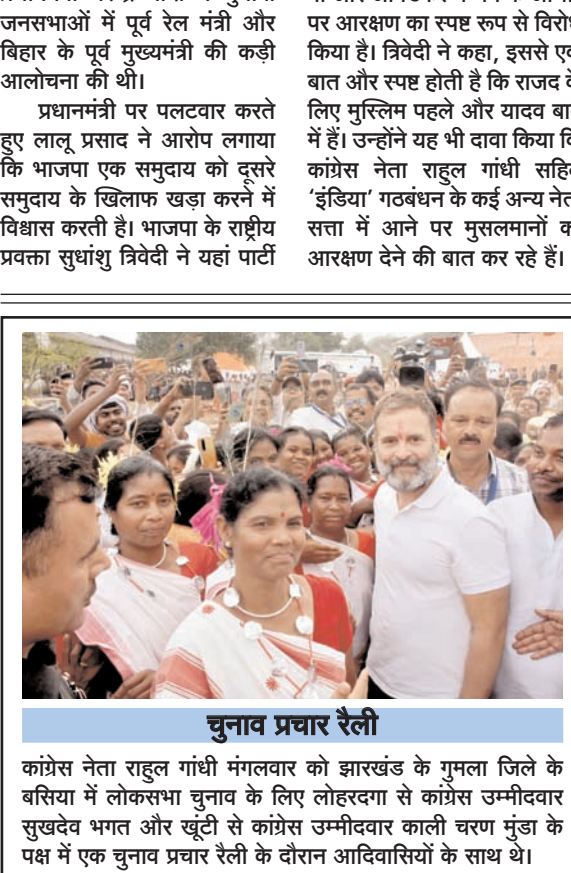 जनसभाओं में पूर्व रेल मंत्री और
बिहार के पूर्व मुख्यमंत्री की कड़ी
आलोचना की थी।
प्रधानमंत्री पर पलटवार करते
हुए लालू प्रसाद ने आरोप लगाया
कि भाजपा एक समुदाय को दूसरे
समुदाय के खिलाफ खड़ा करने में
विश्वास करती है। भाजपा के राष्ट्रीय
प्रवक्ता सुधांशु त्रिवेदी ने यहां पार्टी
पर आरक्षण का स्पष्ट रूप से
किया है। त्रिवेदी ने कहा, इससे
बात और स्पष्ट होती है कि राजद
लिए मुस्लिम पहले और यादव
में हैं। उन्होंने यह भी दावा किया
कांग्रेस नेता राहुल गांधी
‘इंडिया’ गठबंधन के कई अन्य
सत्ता में आने पर मुसलमानों
आरक्षण देने की बात कर रहे हैं।
चुनाव प्रचार रैली
कांग्रेस नेता राहुल गांधी मंगलवार को झारखंड के गुमला जिले के
बसिया में लोकसभा चुनाव के लिए लोहरदगा से कांग्रेस उम्मीदवार
सुखदेव भगत और खूंटी से कांग्रेस उम्मीदवार काली चरण मुंडा के
पक्ष में एक चुनाव प्रचार रैली के दौरान आदिवासियों के साथ थे।